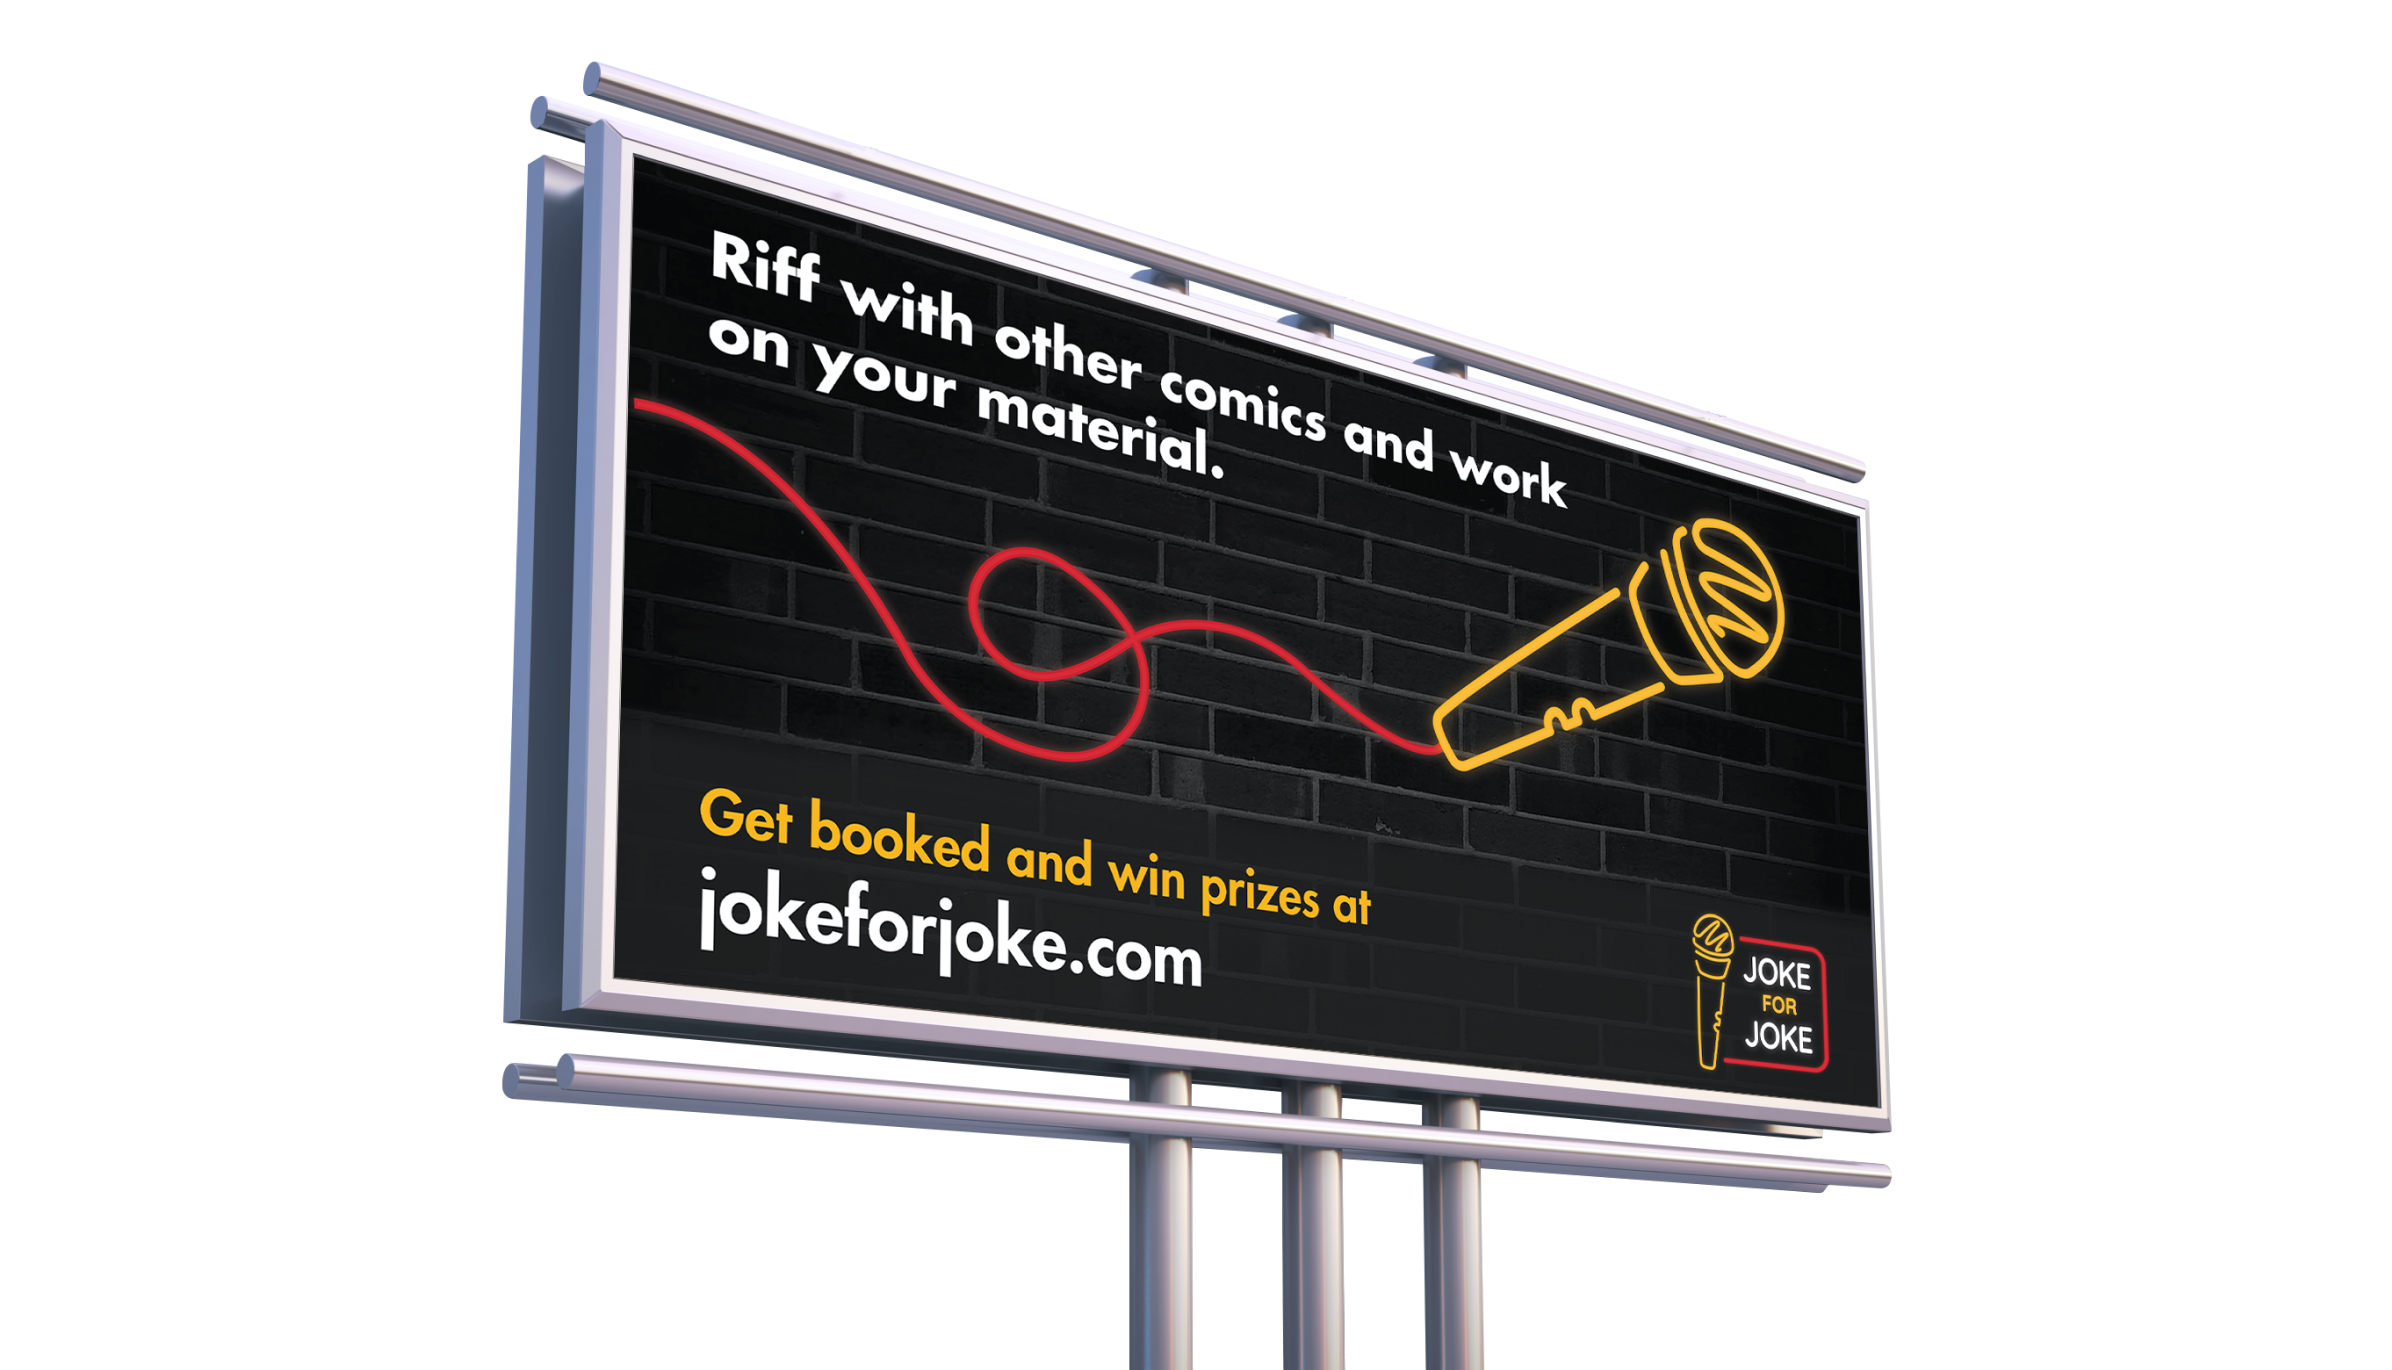 Riff with other comics and work
on your material.
Get booked and win prizes at
jokeforjoke.com
JOKE
FOR
JOKE